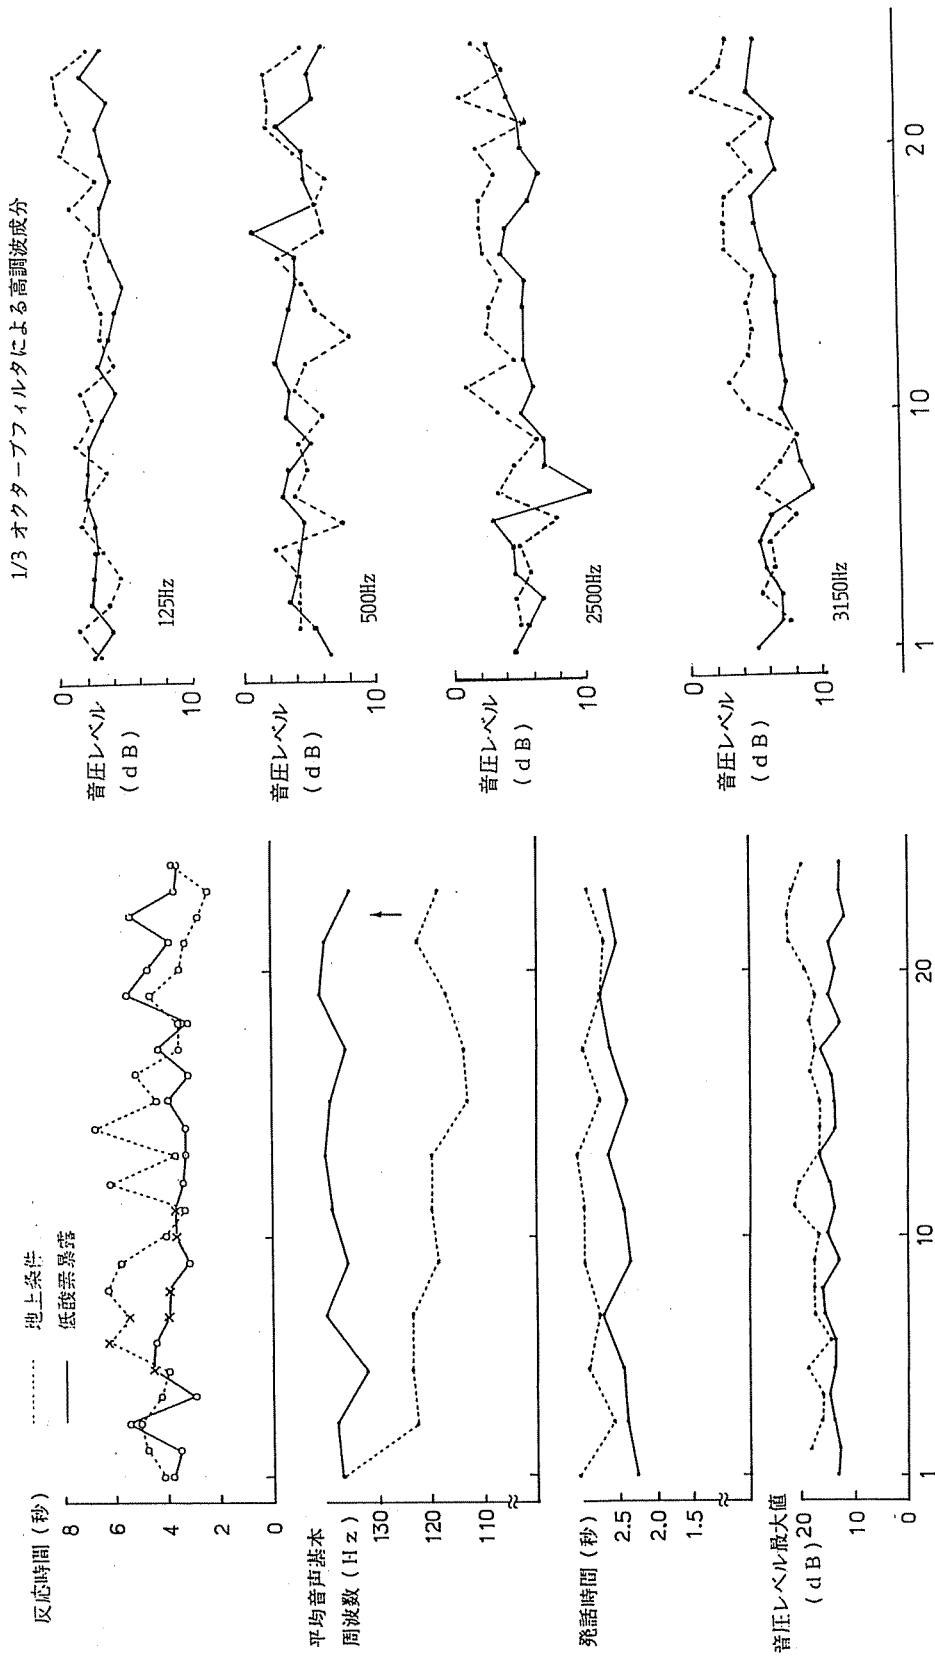 地上条件
低酸素暴露
反応時間 (秒)
8
6
4
2
0
平均音声基本
周波数 (Hz)
130
120
110
発話時間 (秒)
2.5
2.0
1.5
音圧レベル最大値
(dB)
20
10
0
1
10
20
1/3 オクターブフィルタによる高調波成分
音圧レベル
(dB)
0
10
125Hz
音圧レベル
(dB)
0
10
500Hz
音圧レベル
(dB)
0
10
2500Hz
音圧レベル
(dB)
0
10
3150Hz
1
10
20